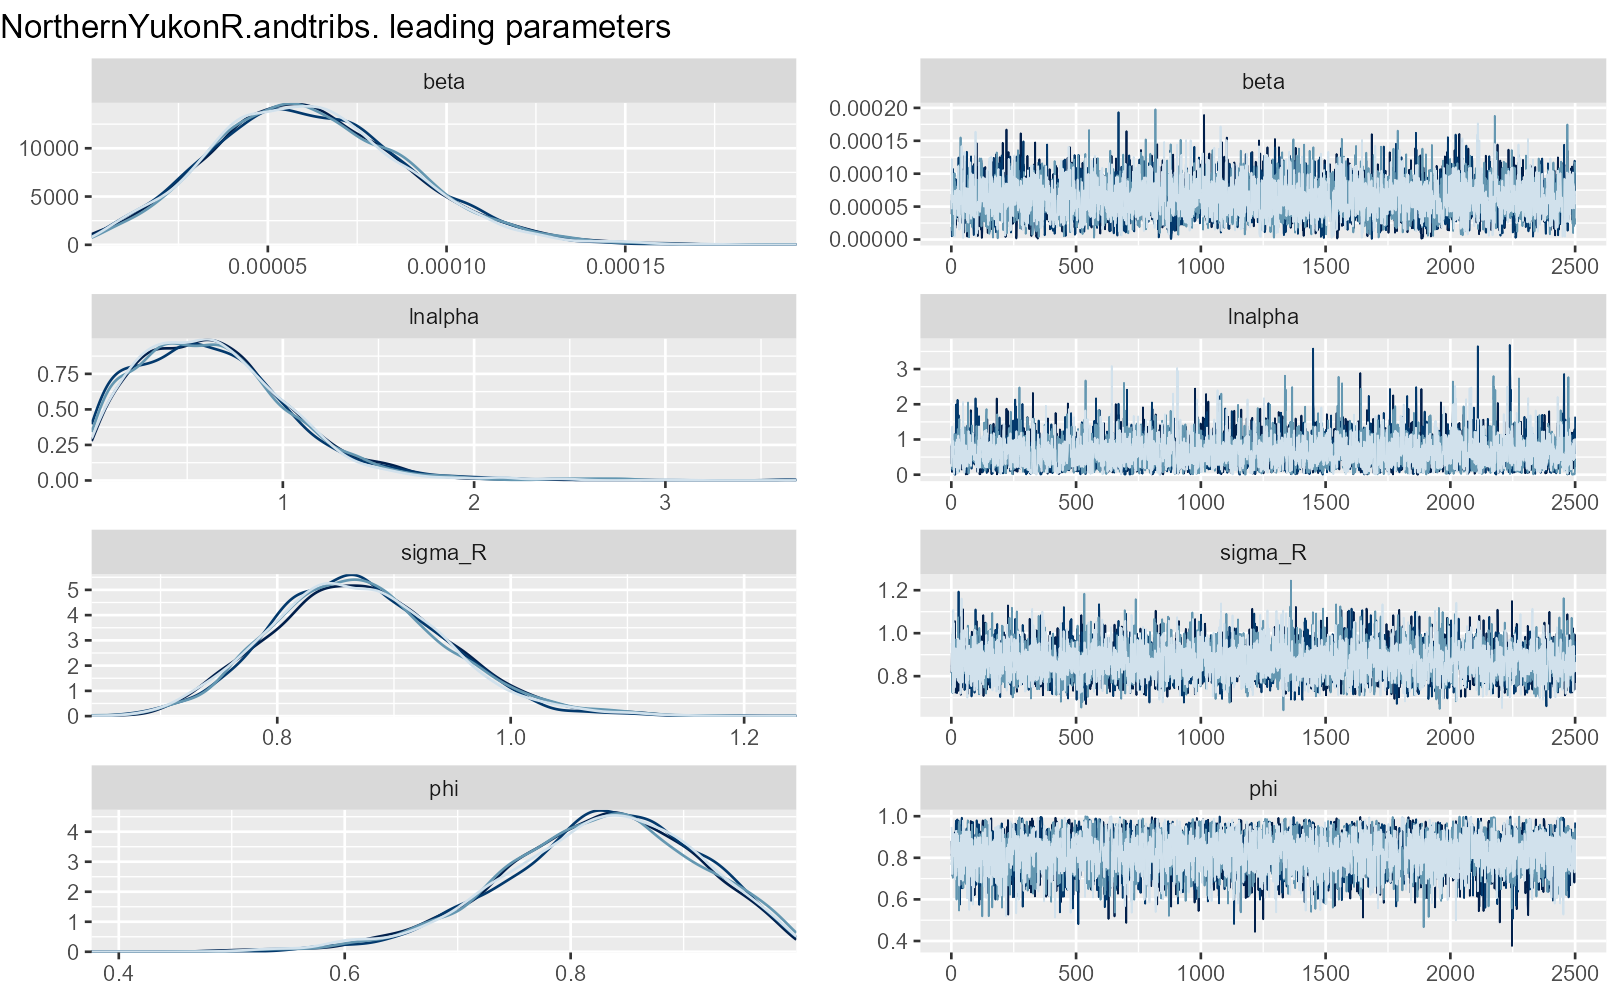 NorthernYukonR.andtribs. leading parameters
beta
10000
5000
0
0.00005 0.00010 0.00015
beta
0.00020
0.00015
0.00010
0.00005
0.00000
0 500 1000 1500 2000 2500
lnalpha
0.75
0.50
0.25
0.00
1 2 3
lnalpha
3
2
1
0
0 500 1000 1500 2000 2500
sigma_R
5
4
3
2
1
0
0.8 1.0 1.2
sigma_R
1.2
1.0
0.8
0 500 1000 1500 2000 2500
phi
4
3
2
1
0
0.4 0.6 0.8
phi
1.0
0.8
0.6
0.4
0 500 1000 1500 2000 2500